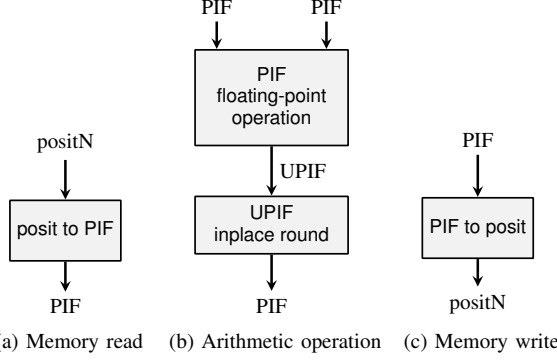 positN
posit to PIF
PIF
(a) Memory read
PIF PIF
PIF
floating-point
operation
UPIF
UPIF
inplace round
PIF
(b) Arithmetic operation
PIF
PIF to posit
positN
(c) Memory write